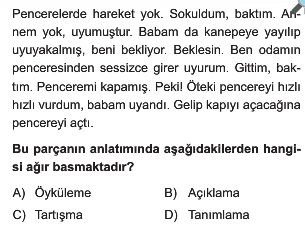 Pencerelerde hareket yok. Sokuldum, baktım. An-
nem yok, uyumuştur. Babam da kanepeye yayılıp
uyuyakalmış, beni bekliyor. Beklesin. Ben odamın
penceresinden sessizce girer uyurum. Gittim, bak-
tım. Penceremi kapamış. Peki! Öteki pencereyi hızlı
hızlı vurdum, babam uyandı. Gelip kapıyı açacağına
pencereyi açtı.
Bu parçanın anlatımında aşağıdakilerden hangi-
si ağır basmaktadır?
A) Öyküleme B) Açıklama
C) Tartışma D) Tanımlama